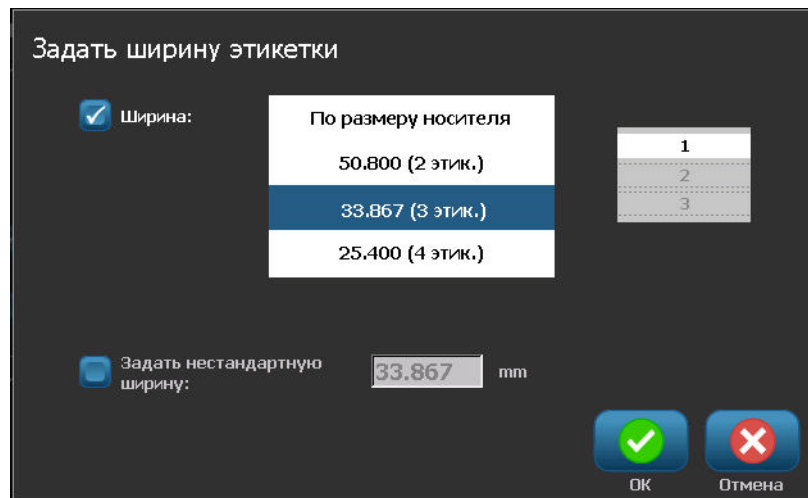 Задать ширину этикетки
Ширина:
По размеру носителя
50.800 (2 этик.)
33.867 (3 этик.)
25.400 (4 этик.)
1
2
3
Задать нестандартную
ширину:
33.867 mm
ОК
Отмена